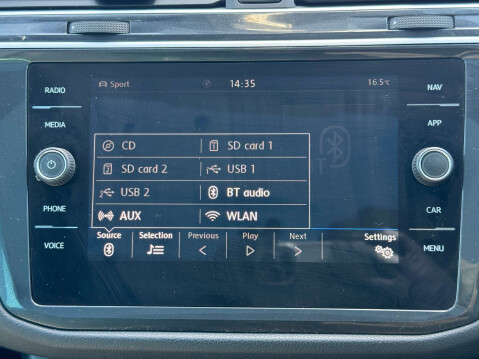 Sport 14:35 16.5°C
RADIO
MEDIA
PHONE
VOICE
NAV
APP
CAR
MENU
CD SD card 1
SD card 2 USB 1
USB 2 BT audio
AUX WLAN
Source Selection Previous Play Next Settings